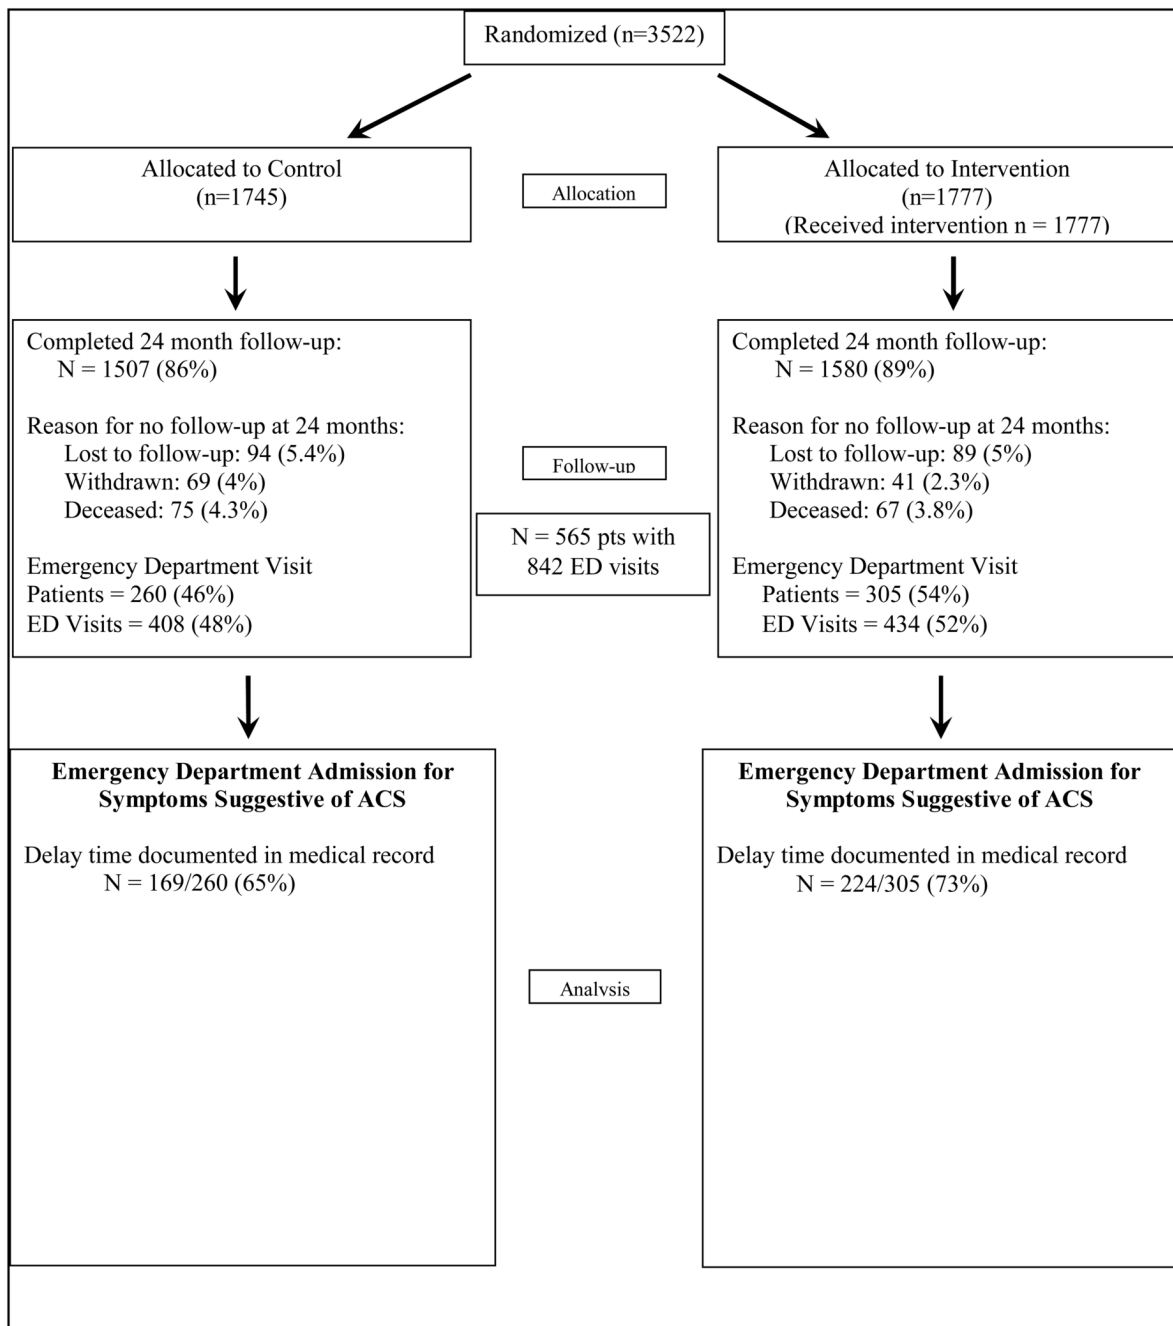 Randomized (n=3522)
Allocated to Control
(n=1745)
Allocation
Allocated to Intervention
(n=1777)
(Received intervention n = 1777)
Completed 24 month follow-up:
N = 1507 (86%)
Reason for no follow-up at 24 months:
Lost to follow-up: 94 (5.4%)
Withdrawn: 69 (4%)
Deceased: 75 (4.3%)
Emergency Department Visit
Patients = 260 (46%)
ED Visits = 408 (48%)
Follow-up
N = 565 pts with
842 ED visits
Completed 24 month follow-up:
N = 1580 (89%)
Reason for no follow-up at 24 months:
Lost to follow-up: 89 (5%)
Withdrawn: 41 (2.3%)
Deceased: 67 (3.8%)
Emergency Department Visit
Patients = 305 (54%)
ED Visits = 434 (52%)
Emergency Department Admission for
Symptoms Suggestive of ACS
Delay time documented in medical record
N = 169/260 (65%)
Analysis
Emergency Department Admission for
Symptoms Suggestive of ACS
Delay time documented in medical record
N = 224/305 (73%)